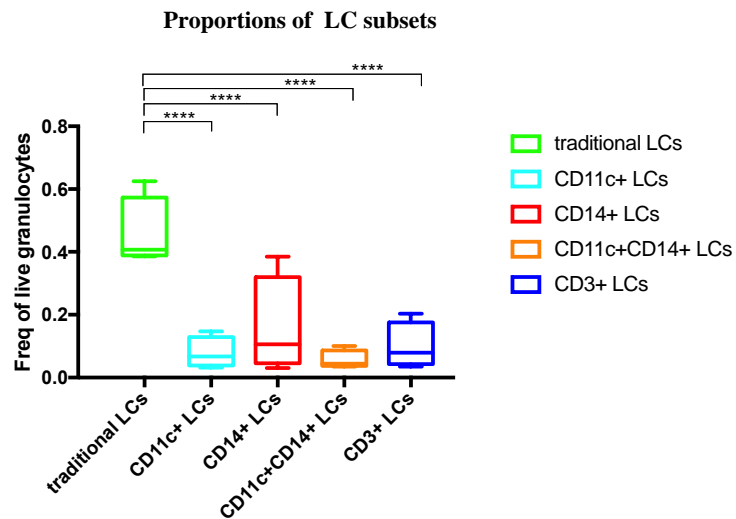 Proportions of LC subsets
****
****
****
****
Freq of live granulocytes
0.8
0.6
0.4
0.2
0.0
traditional LCs
CD11c+ LCs
CD14+ LCs
CD11c+CD14+ LCs
CD3+ LCs
traditional LCs
CD11c+ LCs
CD14+ LCs
CD11c+CD14+ LCs
CD3+ LCs